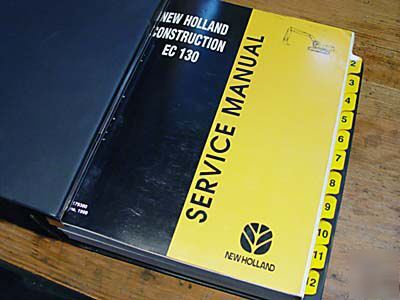 NEW HOLLAND
CONSTRUCTION
EC 130
SERVICE MANUAL
NEW HOLLAND
2
3
4
5
6
7
8
9
10
11
12